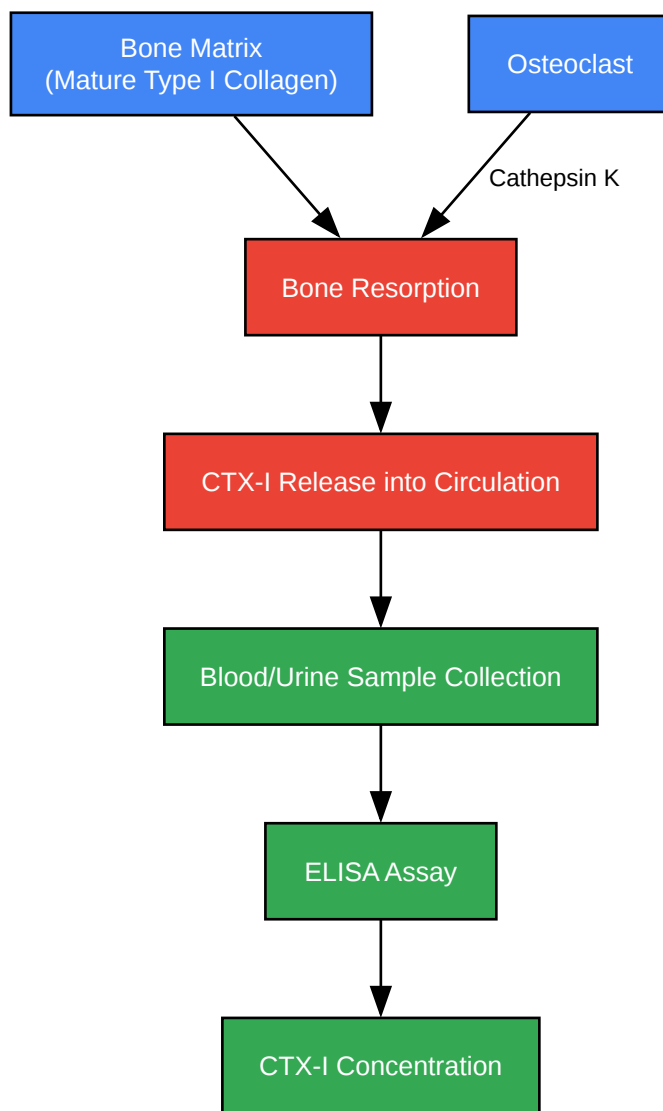 Bone Matrix
(Mature Type I Collagen)
Osteoclast
Cathepsin K
Bone Resorption
CTX-I Release into Circulation
Blood/Urine Sample Collection
ELISA Assay
CTX-I Concentration